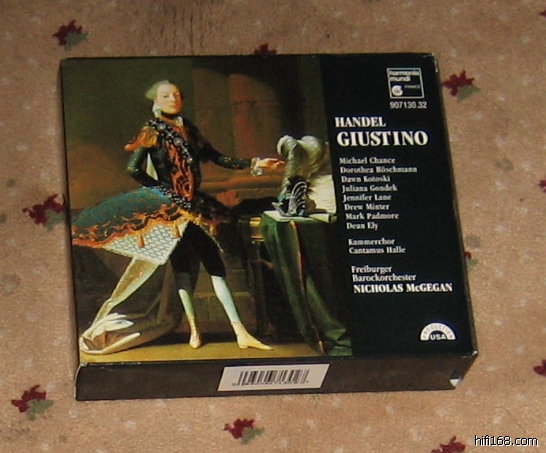 harmonia
mundi
FRANCE
907130.32
HANDEL
GIUSTINO
Michael Chance
Dorothea Röschmann
Dawn Kotoski
Juliana Gondek
Jennifer Lane
Drew Minter
Mark Padmore
Dean Ely
Kammerchor
Cantamus Halle
Freiburger
Barockorchester
NICHOLAS McGEGAN
USA
hifi168.com